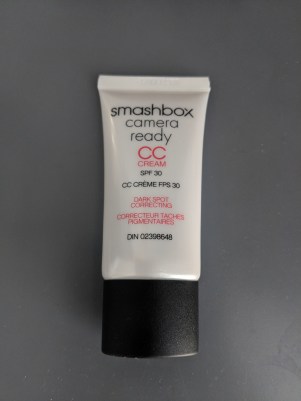 smashbox
camera
ready
CC
CREAM
SPF 30
CC CRÈME FPS 30
DARK SPOT
CORRECTING
CORRECTEUR TACHES
PIGMENTAIRES
DIN 02398648